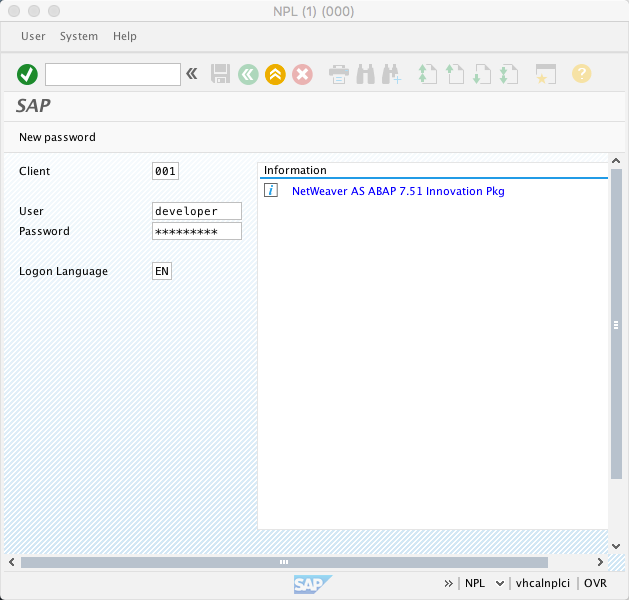 NPL (1) (000)
User System Help
SAP
New password
Client 001
Information
i NetWeaver AS ABAP 7.51 Innovation Pkg
User developer
Password *********
Logon Language EN
SAP >> NPL vhcalnplci OVR